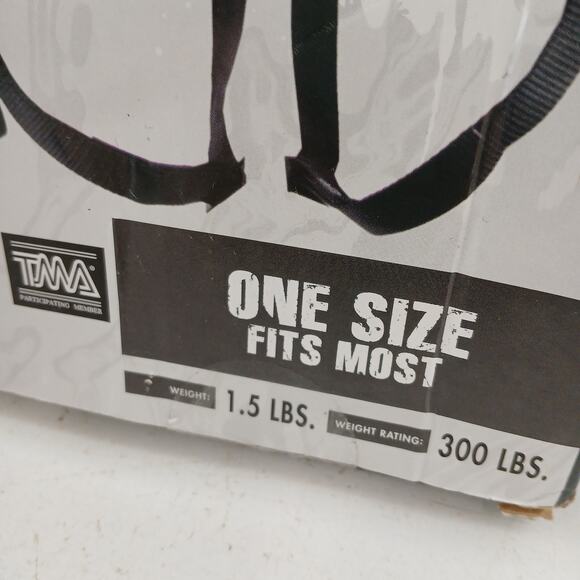 TMA®
PARTICIPATING MEMBER
ONE SIZE
FITS MOST
WEIGHT: 1.5 LBS. WEIGHT RATING: 300 LBS.